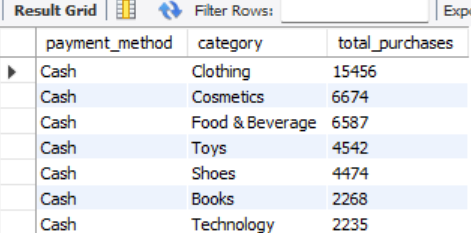 Result Grid Filter Rows: Expo
payment_method category total_purchases
Cash Clothing 15456
Cash Cosmetics 6674
Cash Food & Beverage 6587
Cash Toys 4542
Cash Shoes 4474
Cash Books 2268
Cash Technology 2235